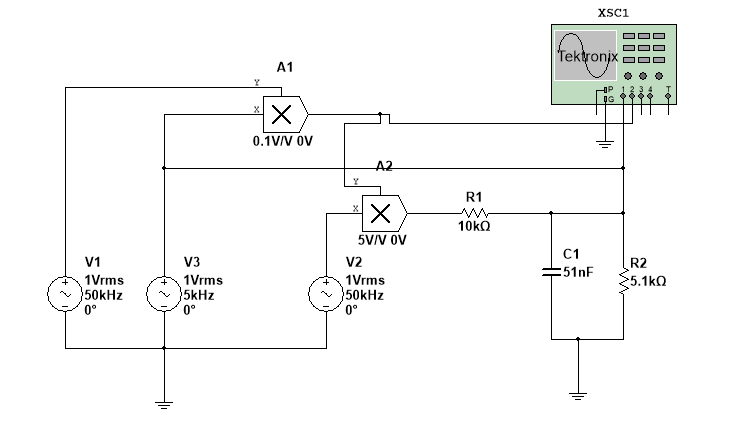 XSC1
Tektronix
P 1 2 3 4 T
G
A1
Y
X
0.1V/V 0V
A2
Y
X
5V/V 0V
R1
10kΩ
V1
1Vrms
50kHz
0°
V3
1Vrms
5kHz
0°
V2
1Vrms
50kHz
0°
C1
51nF
R2
5.1kΩ